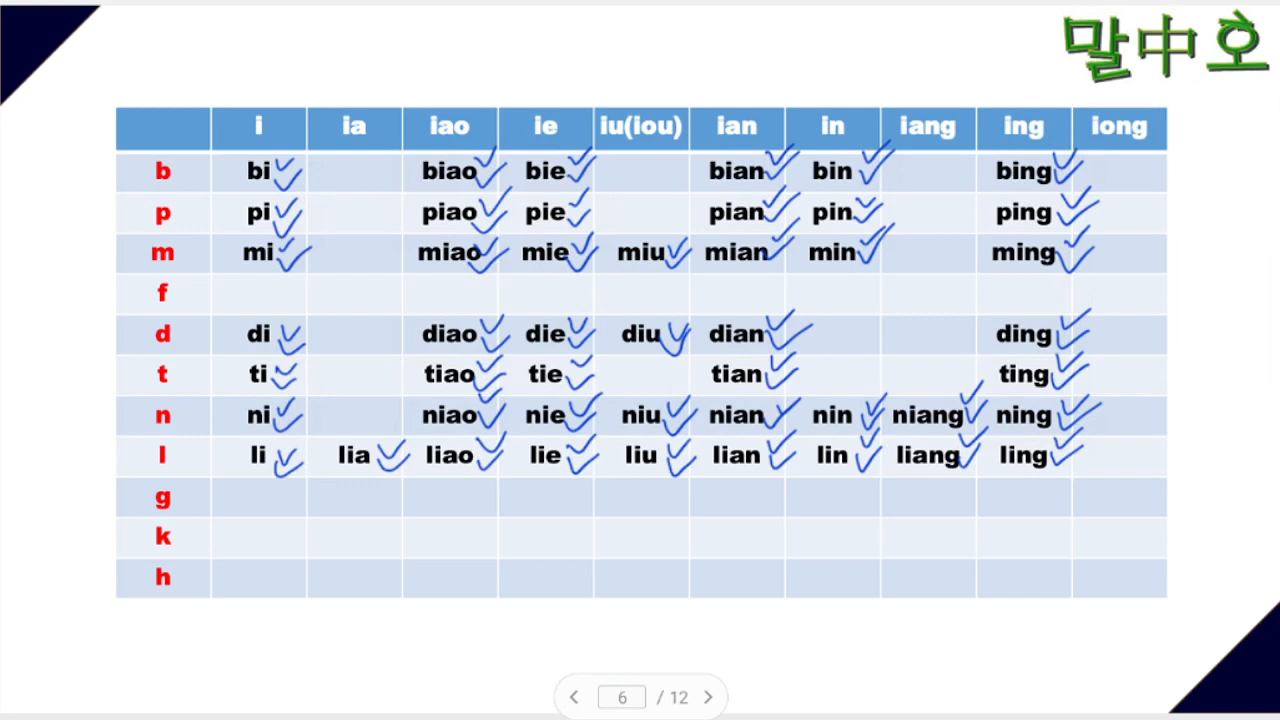 말中호
i ia iao ie iu(iou) ian in iang ing iong
b bi biao bie bian bin bing
p pi piao pie pian pin ping
m mi miao mie miu mian min ming
f
d di diao die diu dian ding
t ti tiao tie tian ting
n ni niao nie niu nian nin niang ning
l li lia liao lie liu lian lin liang ling
g
k
h
6 / 12